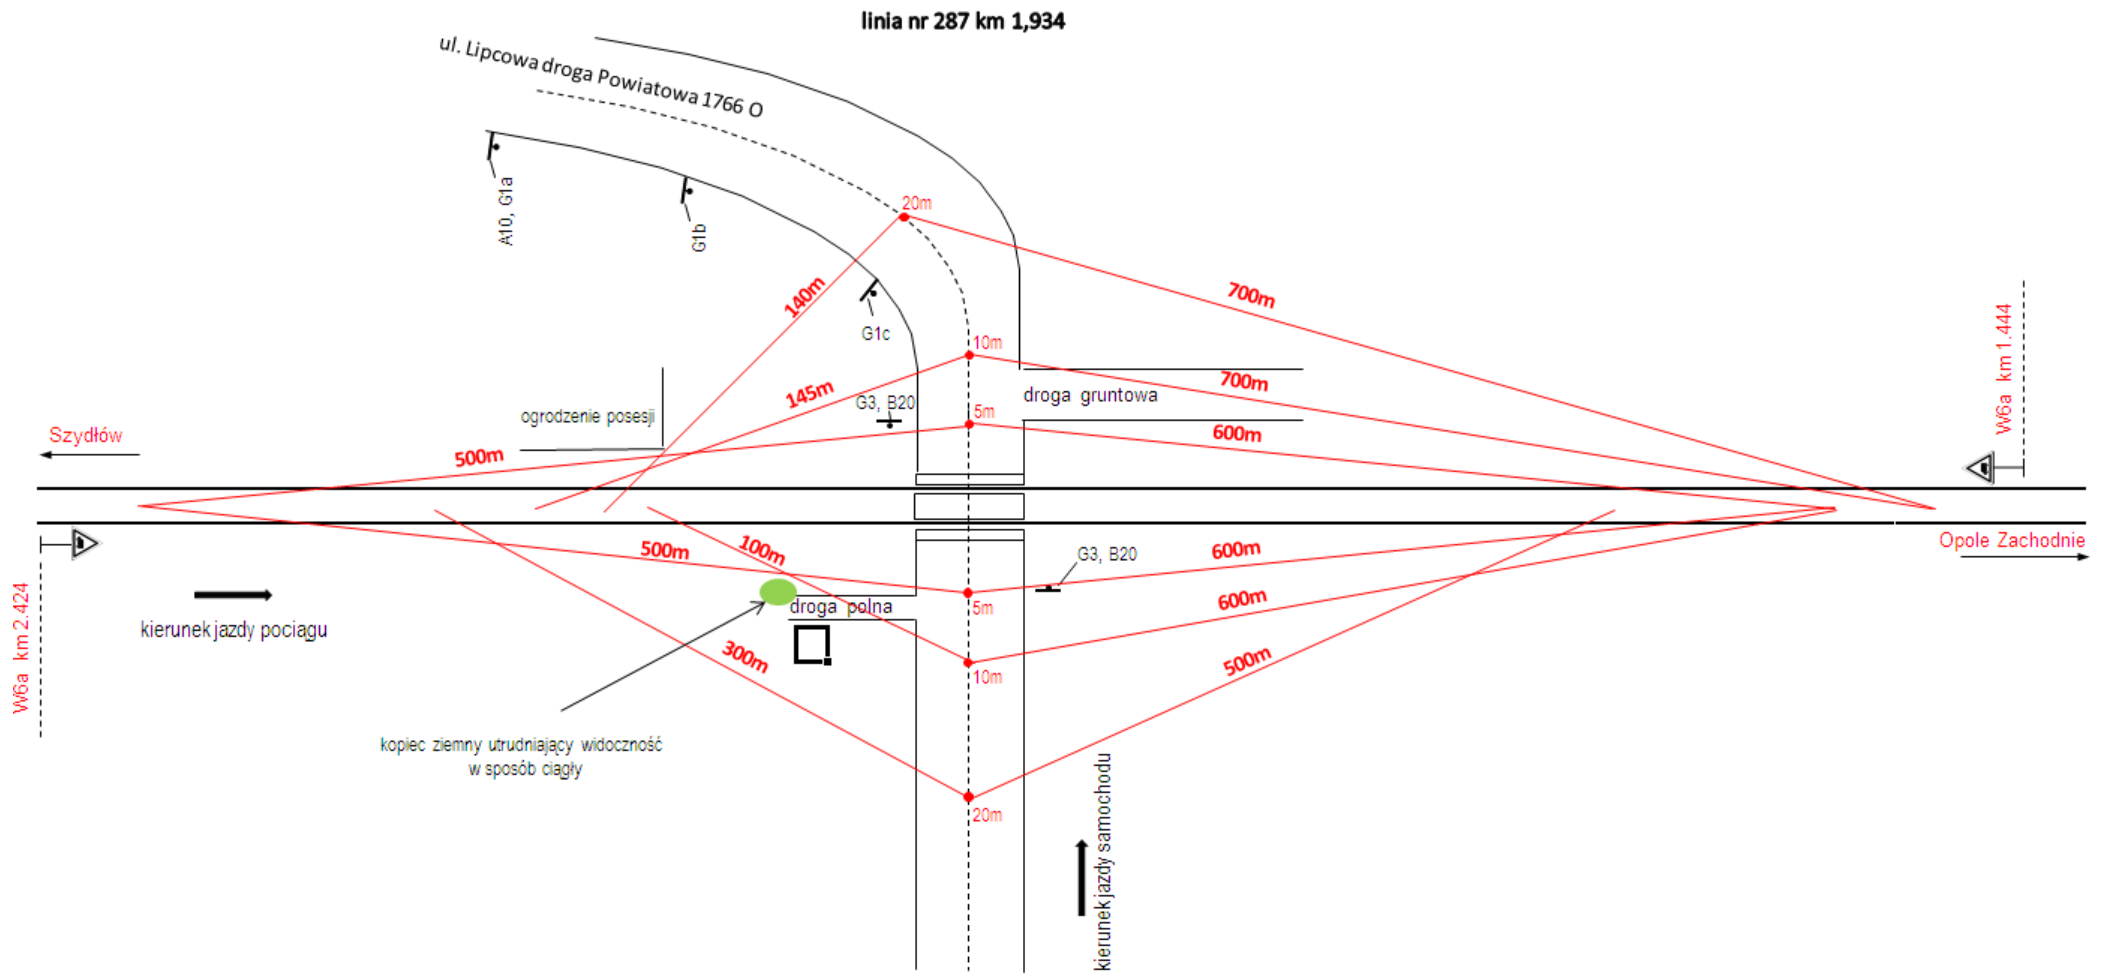 linia nr 287 km 1,934
ul. Lipcowa droga Powiatowa 1766 O
A10, G1a
G1b
20m
140m
700m
G1c
10m
W6a km 1.444
145m
700m
droga gruntowa
G3, B20
5m
ogrodzenie posesji
Szydłów
500m
600m
Opole Zachodnie
500m
100m
600m
G3, B20
W6a km 2.424
kierunek jazdy pociągu
droga polna
5m
600m
300m
10m
500m
kopiec ziemny utrudniający widoczność
w sposób ciągły
20m
kierunek jazdy samochodu